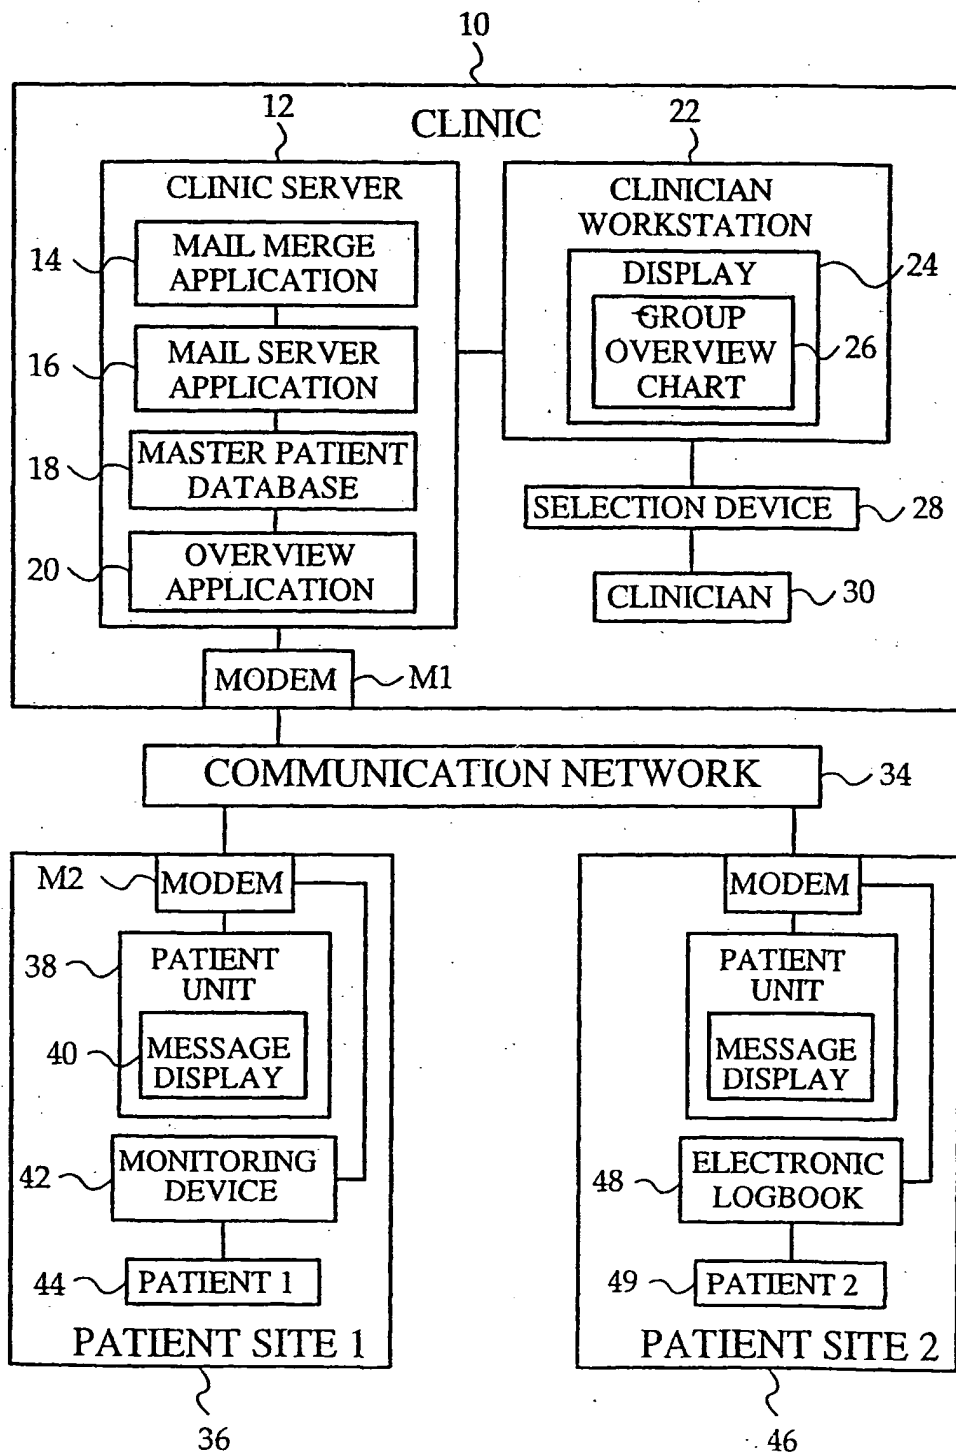 10
12
CLINIC
22
CLINIC SERVER
CLINICIAN
WORKSTATION
14
MAIL MERGE
APPLICATION
DISPLAY
24
GROUP
OVERVIEW
CHART
26
16
MAIL SERVER
APPLICATION
18
MASTER PATIENT
DATABASE
SELECTION DEVICE
28
20
OVERVIEW
APPLICATION
CLINICIAN
30
MODEM
M1
COMMUNICATION NETWORK
34
M2
MODEM
38
PATIENT
UNIT
40
MESSAGE
DISPLAY
42
MONITORING
DEVICE
44
PATIENT 1
PATIENT SITE 1
36
MODEM
PATIENT
UNIT
MESSAGE
DISPLAY
48
ELECTRONIC
LOGBOOK
49
PATIENT 2
PATIENT SITE 2
46